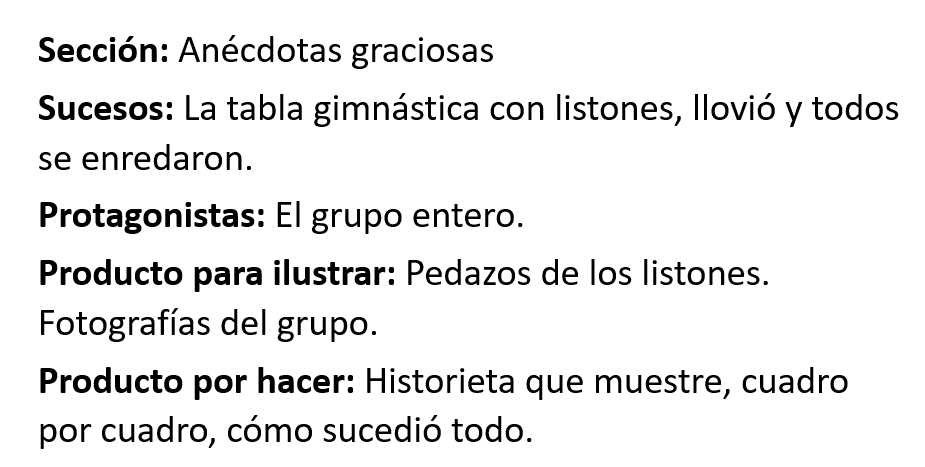 Sección: Anécdotas graciosas
Sucesos: La tabla gimnástica con listones, llovió y todos
se enredaron.
Protagonistas: El grupo entero.
Producto para ilustrar: Pedazos de los listones.
Fotografías del grupo.
Producto por hacer: Historieta que muestre, cuadro
por cuadro, cómo sucedió todo.